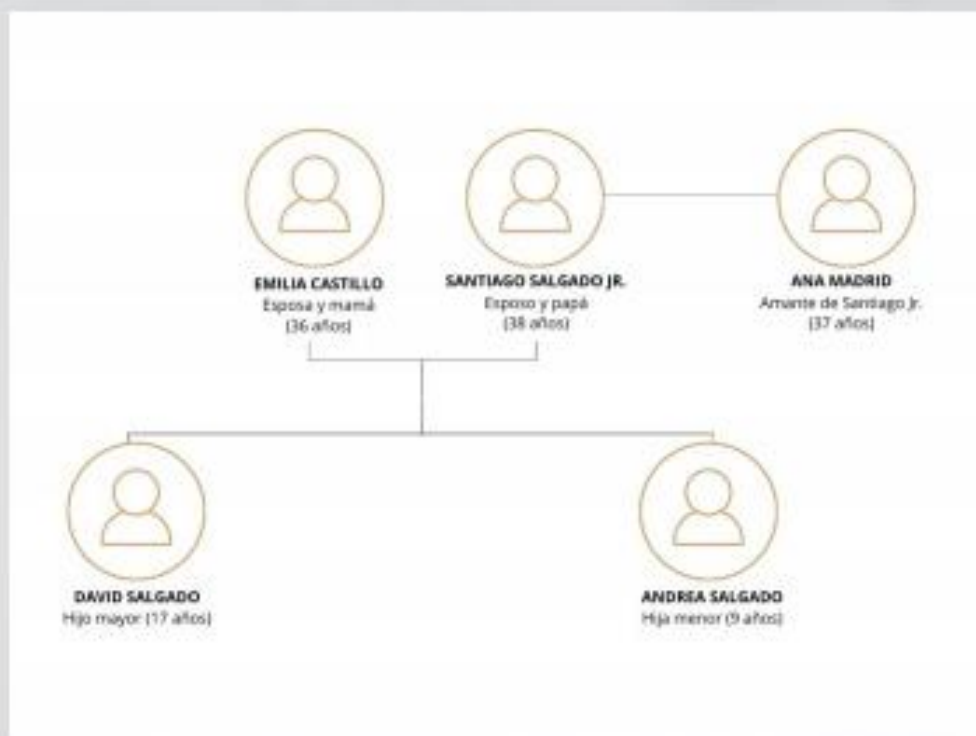 EMILIA CASTILLO
Esposa y mamá
(36 años)
SANTIAGO SALGADO JR.
Esposo y papá
(38 años)
ANA MADRID
Amante de Santiago Jr.
(37 años)
DAVID SALGADO
Hijo mayor (17 años)
ANDREA SALGADO
Hija menor (9 años)